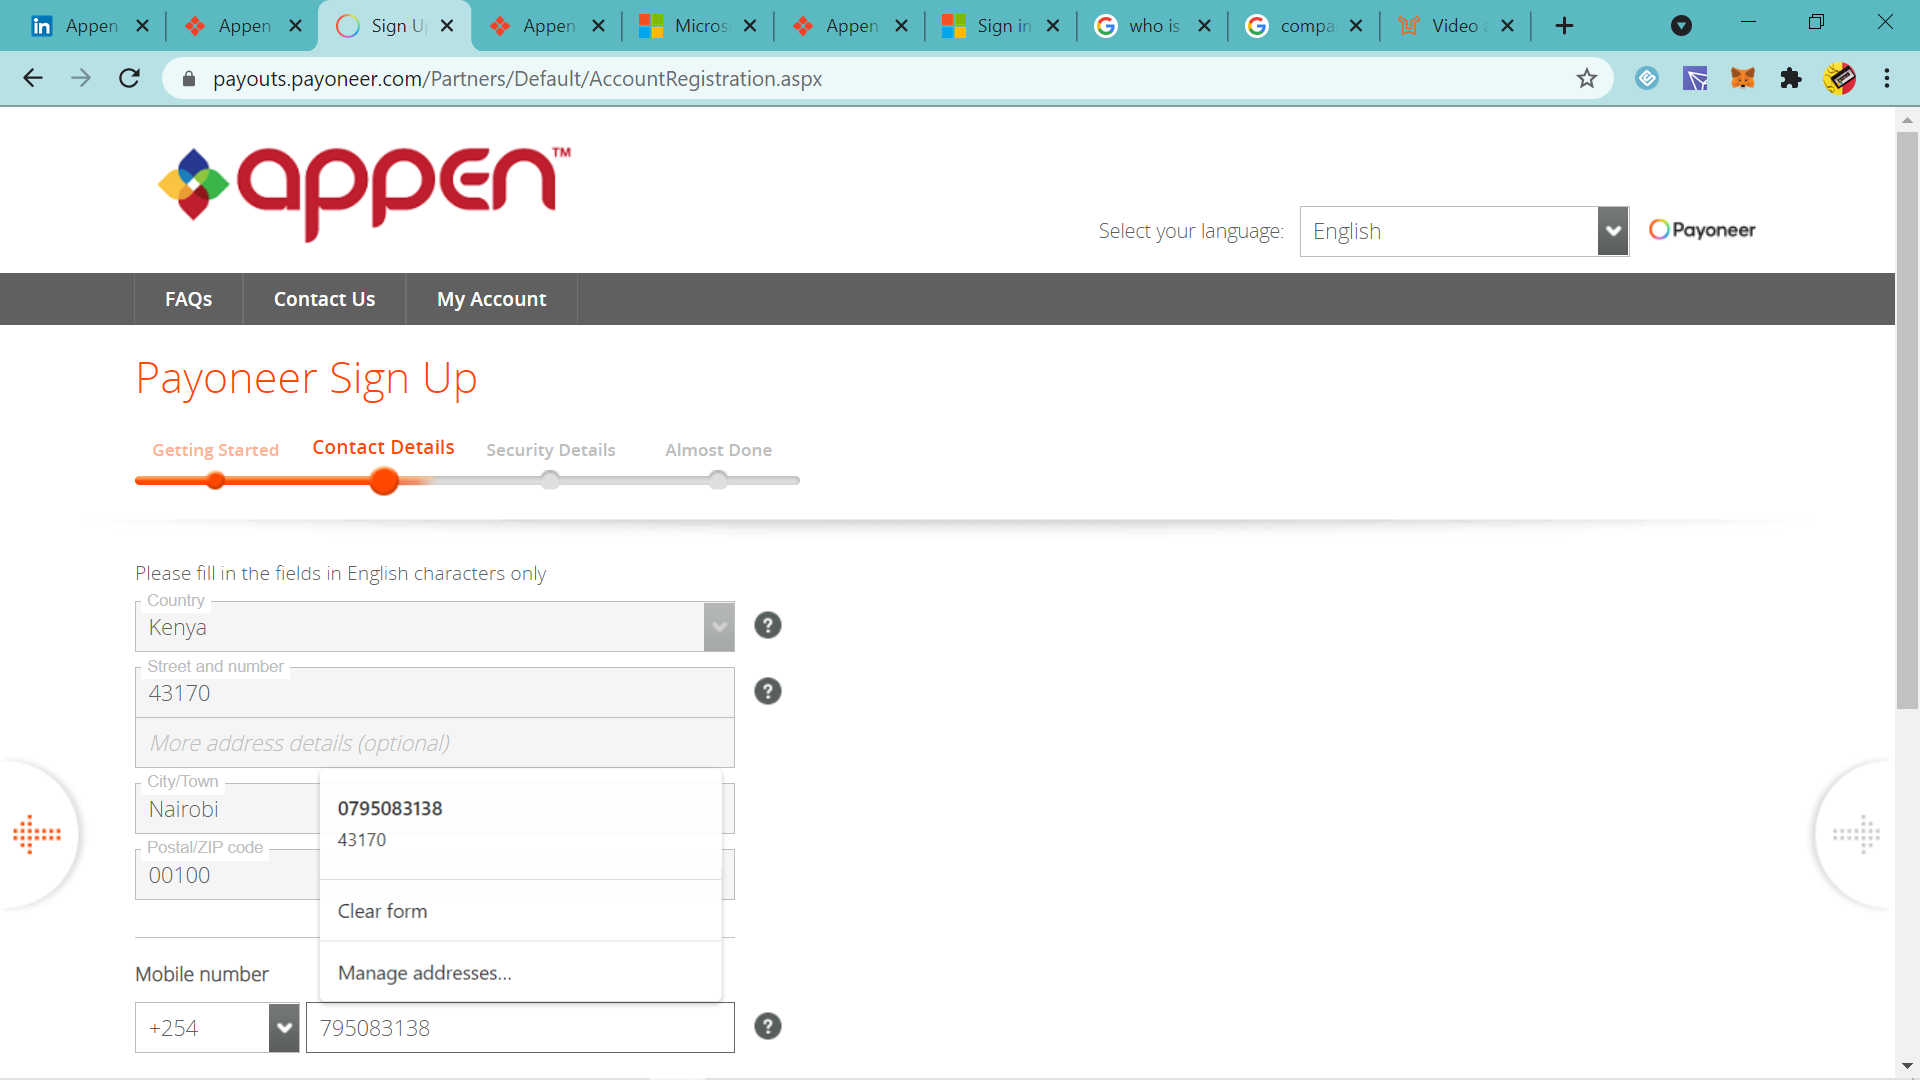 Appen
Appen
Sign U
Appen
Micros
Appen
Sign in
who is
compa
Video a
payouts.payoneer.com/Partners/Default/AccountRegistration.aspx
appen™
Select your language:
English
Payoneer
FAQs
Contact Us
My Account
Payoneer Sign Up
Getting Started
Contact Details
Security Details
Almost Done
Please fill in the fields in English characters only
Country
Kenya
?
Street and number
43170
?
More address details (optional)
City/Town
Nairobi
Postal/ZIP code
00100
0795083138
43170
Clear form
Manage addresses...
Mobile number
+254
795083138
?